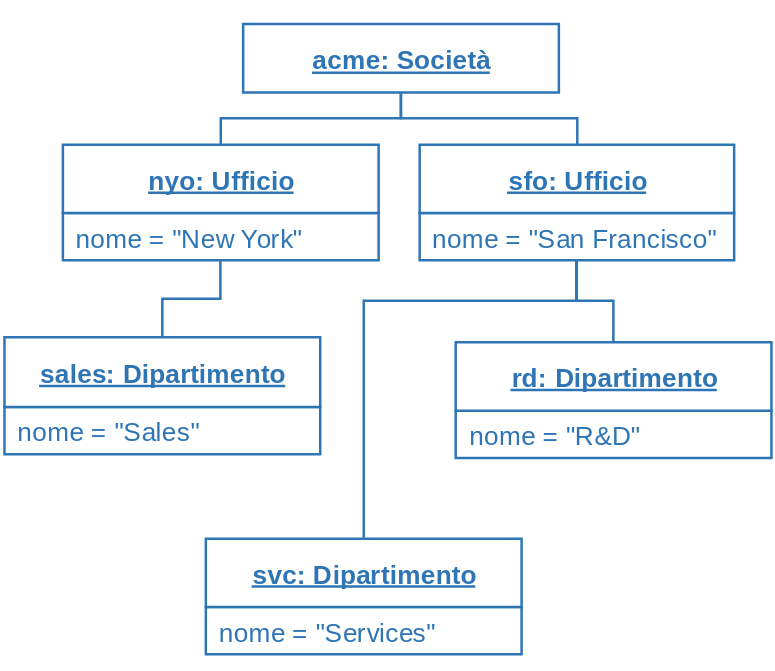 acme: Società
nyo: Ufficio
nome = "New York"
sfo: Ufficio
nome = "San Francisco"
sales: Dipartimento
nome = "Sales"
rd: Dipartimento
nome = "R&D"
svc: Dipartimento
nome = "Services"